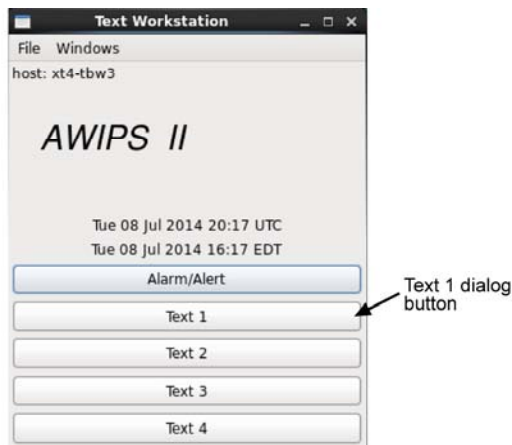 Text Workstation
File Windows
host: xt4-tbw3
AWIPS II
Tue 08 Jul 2014 20:17 UTC
Tue 08 Jul 2014 16:17 EDT
Alarm/Alert
Text 1
Text 1 dialog
button
Text 2
Text 3
Text 4